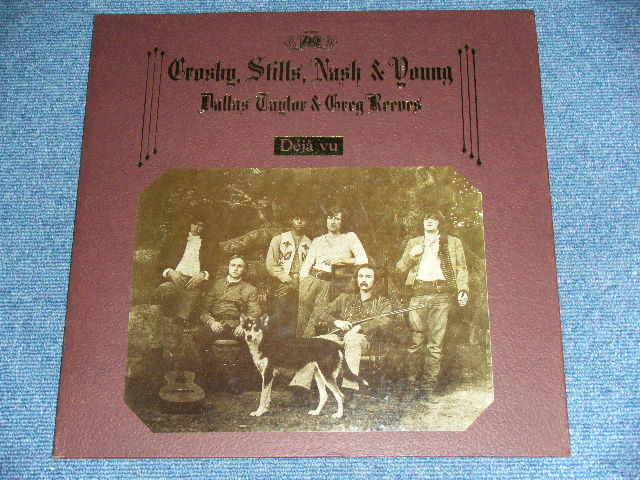 Crosby, Stills, Nash & Young
Dallas Taylor & Greg Reeves
Déjà vu